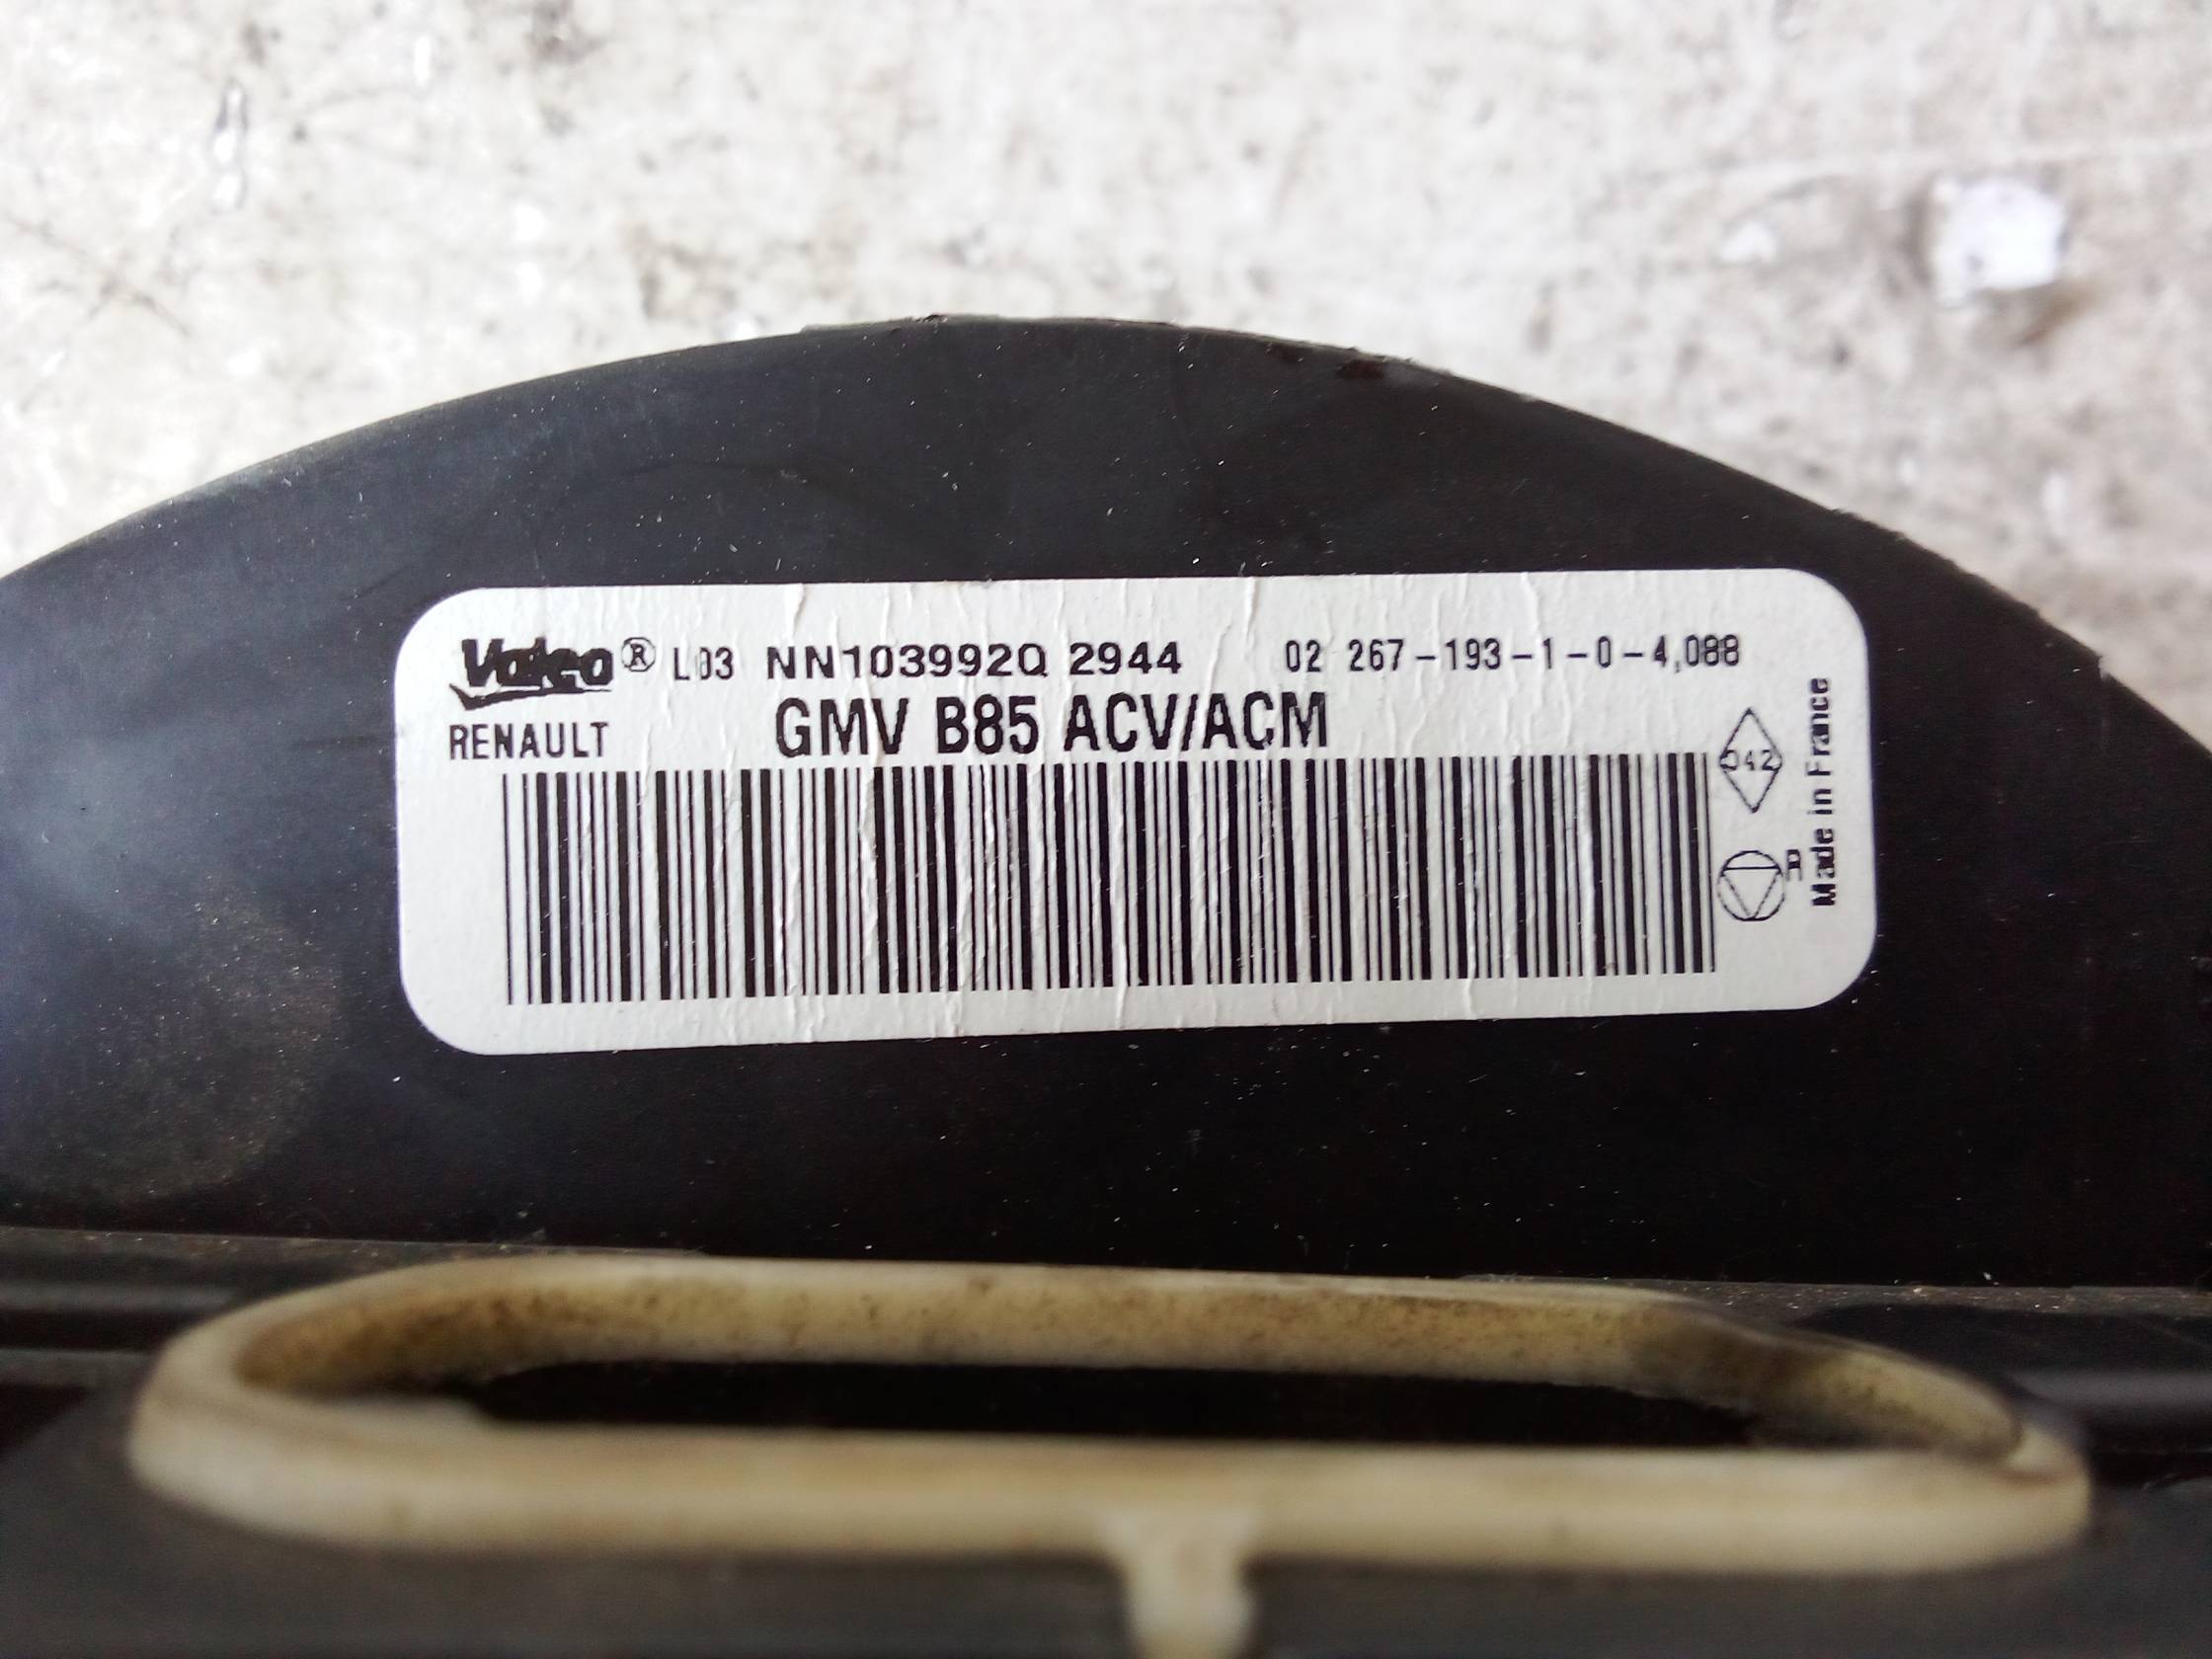 Valeo® L03 NN103992Q 2944 02 267-193-1-0-4,088
RENAULT GMV B85 ACV/ACM
042
R
Made in France